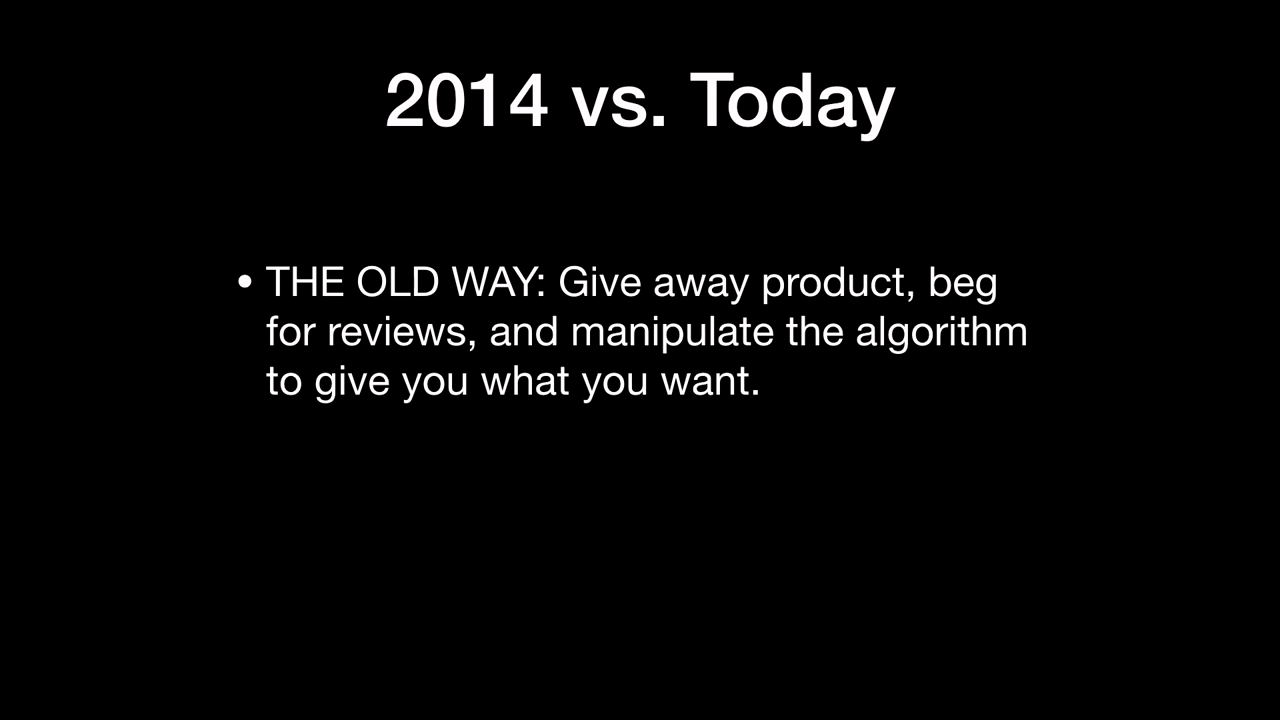 2014 vs. Today
• THE OLD WAY: Give away product, beg
for reviews, and manipulate the algorithm
to give you what you want.